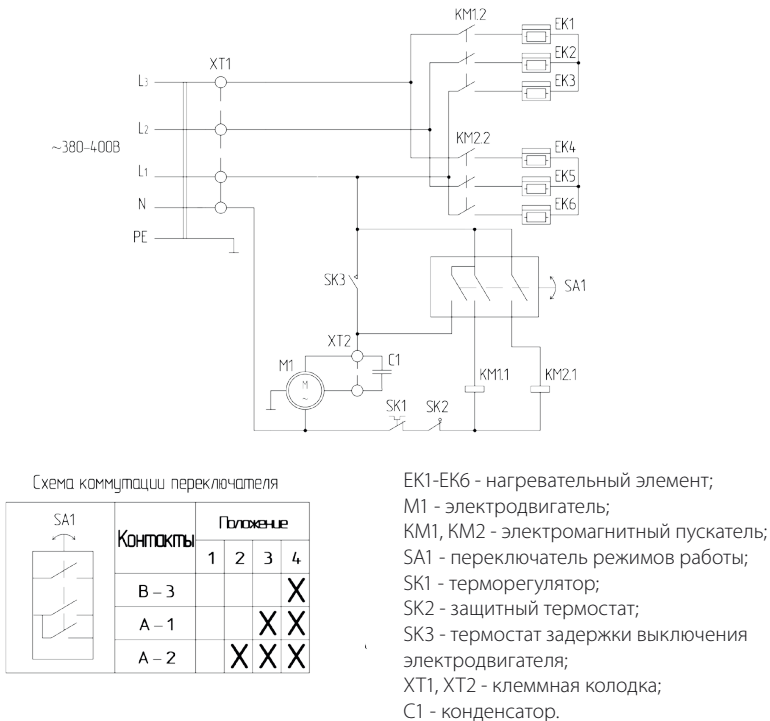 KM1.2
EK1
EK2
EK3
XT1
L3
L2
~380-400В
L1
N
PE
KM2.2
EK4
EK5
EK6
SK3
SA1
XT2
C1
M1
M
~
KM1.1
KM2.1
SK1
SK2
Схема коммутации переключателя
SA1
Контакты
Положение
1 2 3 4
В – 3 X
А – 1 X X
А – 2 X X X
EK1-EK6 - нагревательный элемент;
M1 - электродвигатель;
KM1, KM2 - электромагнитный пускатель;
SA1 - переключатель режимов работы;
SK1 - терморегулятор;
SK2 - защитный термостат;
SK3 - термостат задержки выключения
электродвигателя;
XT1, XT2 - клеммная колодка;
C1 - конденсатор.